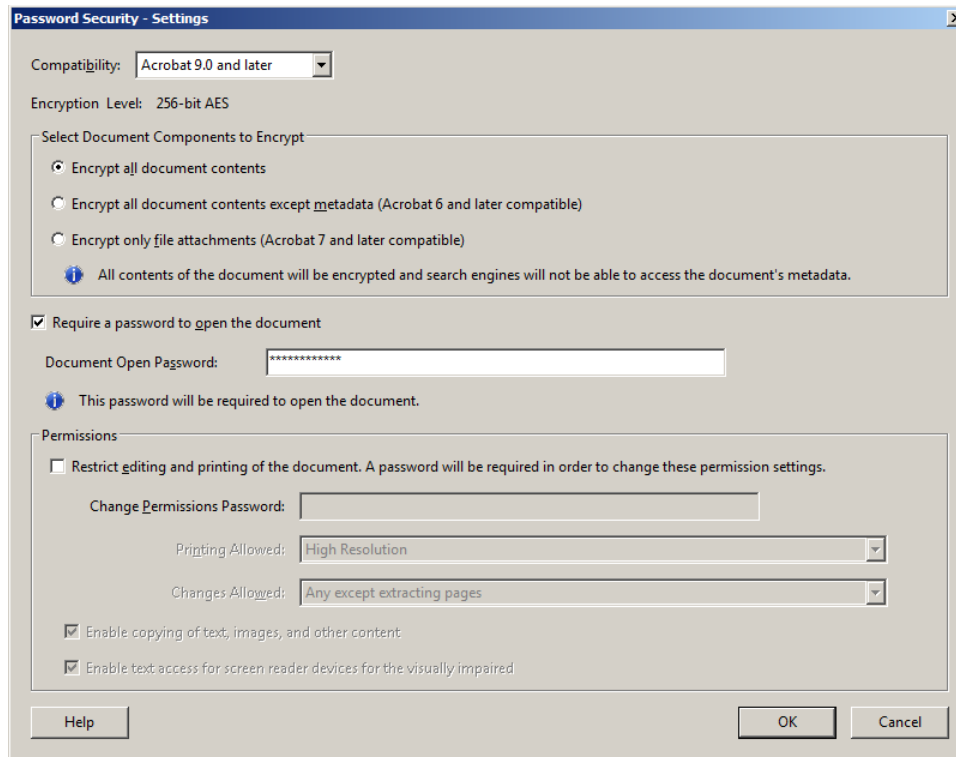 Password Security - Settings
Compatibility: Acrobat 9.0 and later
Encryption Level: 256-bit AES
Select Document Components to Encrypt
Encrypt all document contents
Encrypt all document contents except metadata (Acrobat 6 and later compatible)
Encrypt only file attachments (Acrobat 7 and later compatible)
All contents of the document will be encrypted and search engines will not be able to access the document's metadata.
Require a password to open the document
Document Open Password: ************
This password will be required to open the document.
Permissions
Restrict editing and printing of the document. A password will be required in order to change these permission settings.
Change Permissions Password:
Printing Allowed: High Resolution
Changes Allowed: Any except extracting pages
Enable copying of text, images, and other content
Enable text access for screen reader devices for the visually impaired
Help OK Cancel